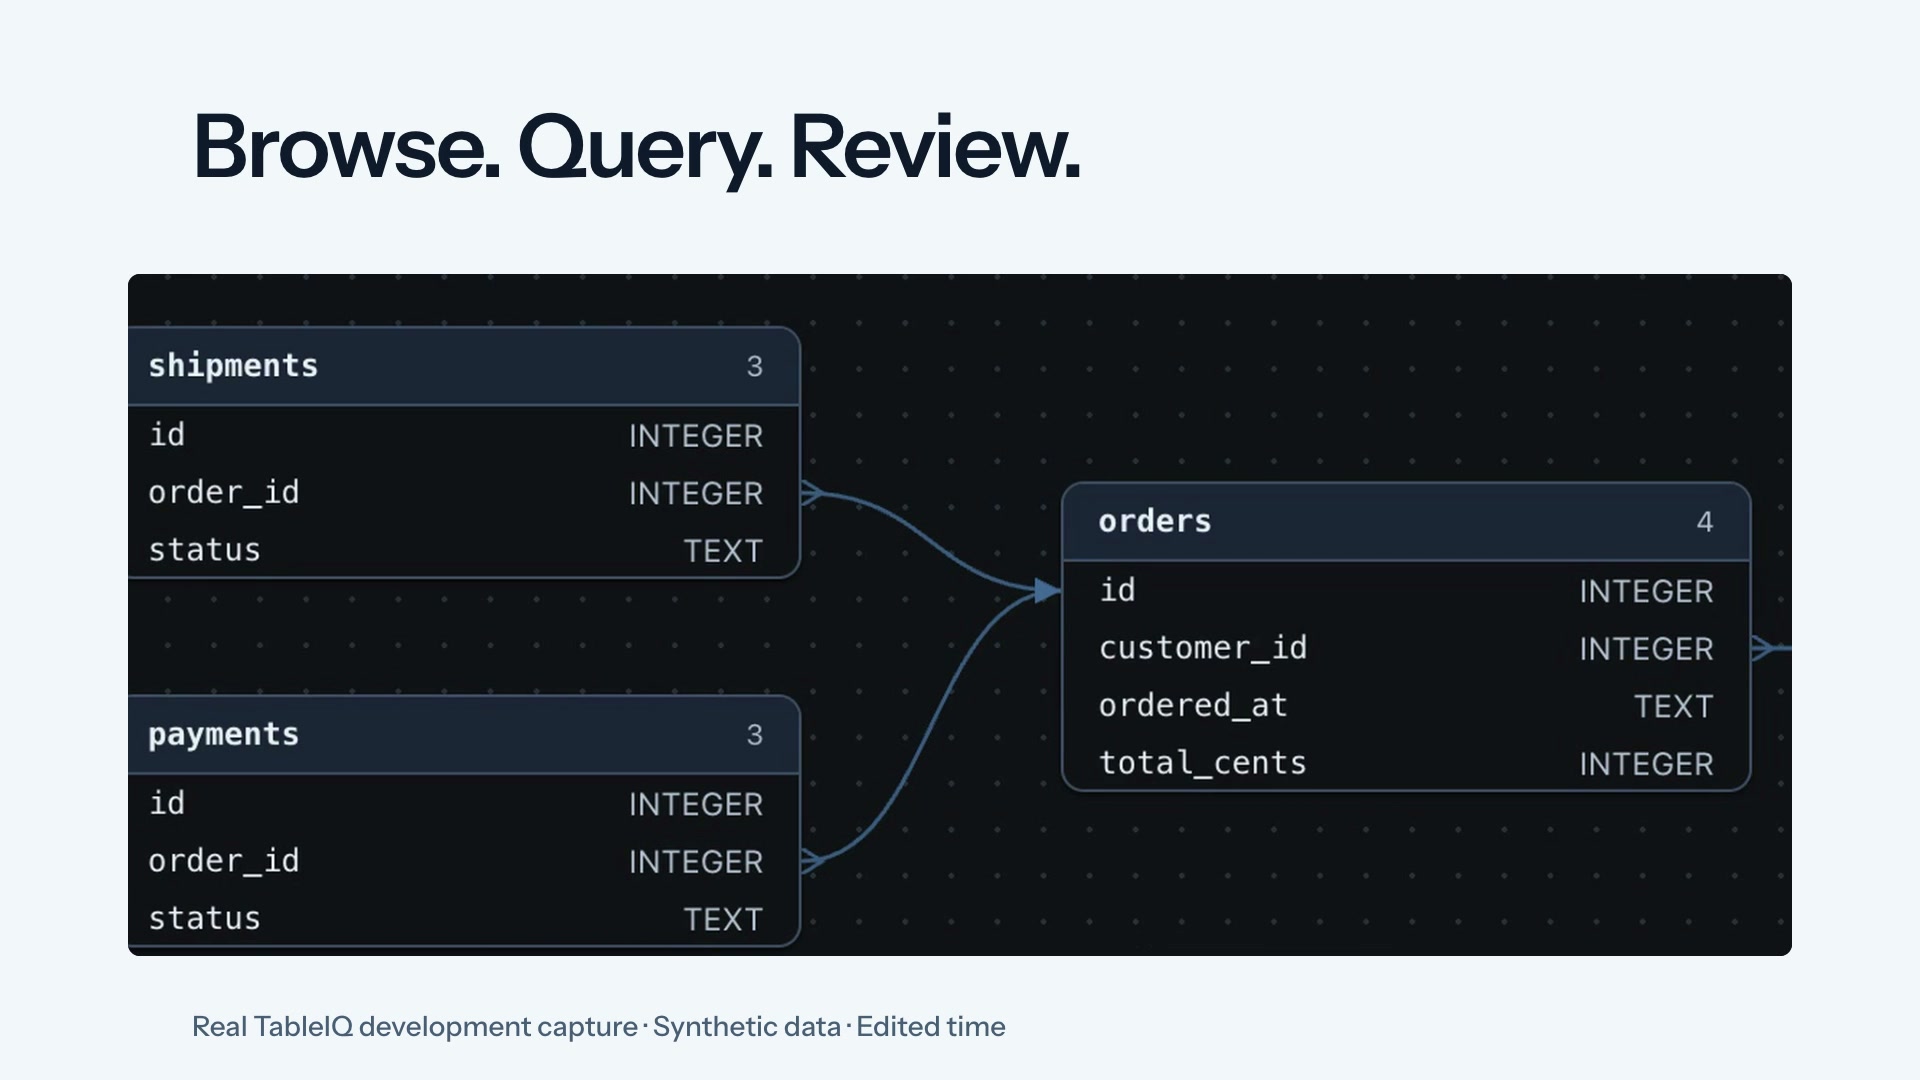 Browse. Query. Review.
shipments 3
id INTEGER
order_id INTEGER
status TEXT
payments 3
id INTEGER
order_id INTEGER
status TEXT
orders 4
id INTEGER
customer_id INTEGER
ordered_at TEXT
total_cents INTEGER
Real TableIQ development capture · Synthetic data · Edited time